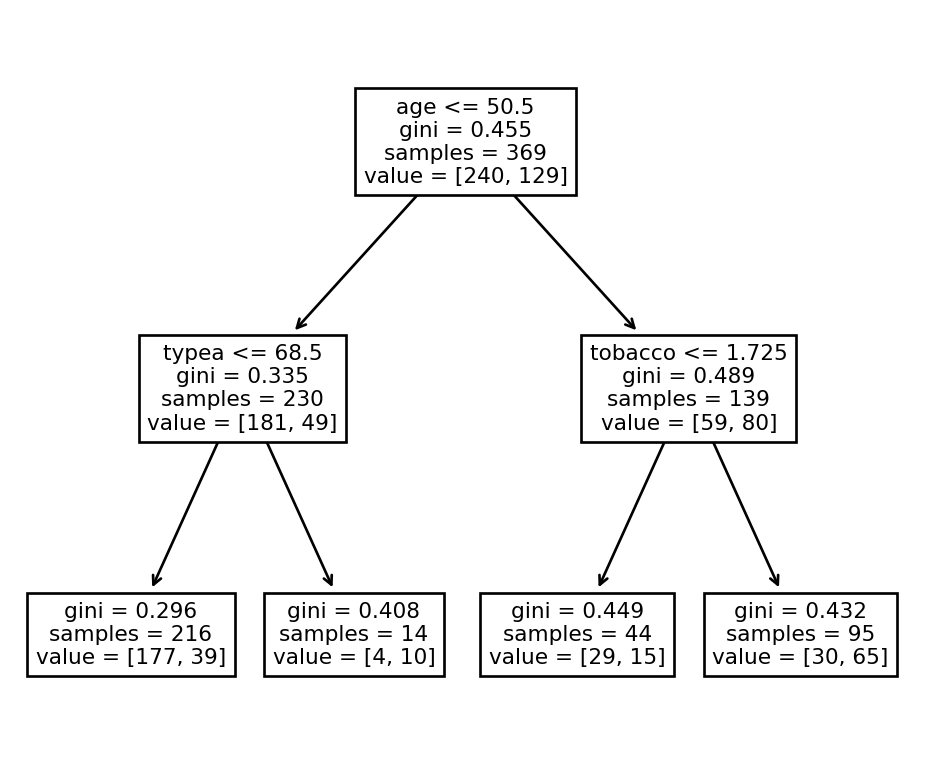 age <= 50.5
gini = 0.455
samples = 369
value = [240, 129]
typea <= 68.5
gini = 0.335
samples = 230
value = [181, 49]
tobacco <= 1.725
gini = 0.489
samples = 139
value = [59, 80]
gini = 0.296
samples = 216
value = [177, 39]
gini = 0.408
samples = 14
value = [4, 10]
gini = 0.449
samples = 44
value = [29, 15]
gini = 0.432
samples = 95
value = [30, 65]